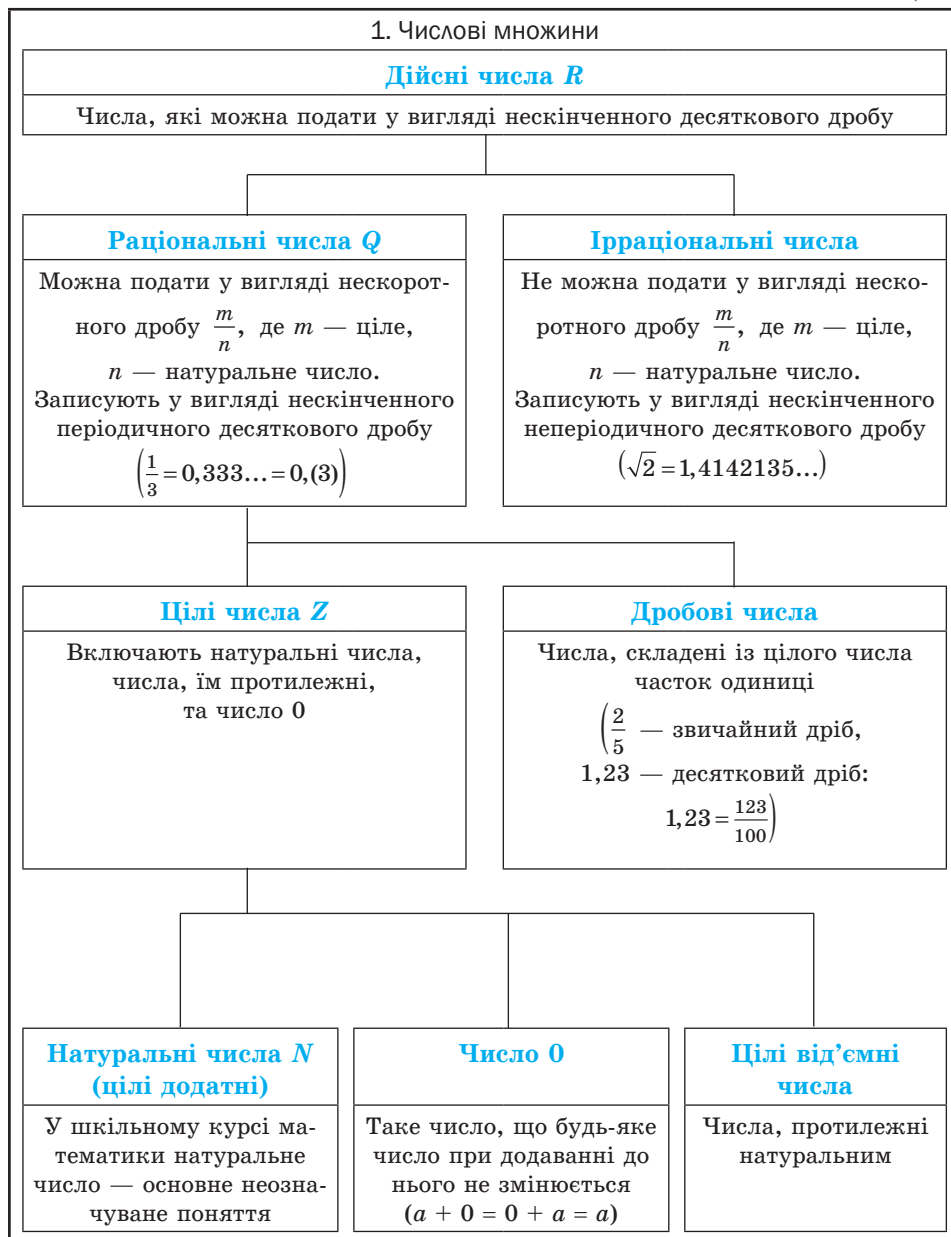 1. Числові множини
Дійсні числа R
Числа, які можна подати у вигляді нескінченного десяткового дробу
Раціональні числа Q
Можна подати у вигляді нескорот-
ного дробу m/n, де m — ціле,
n — натуральне число.
Записують у вигляді нескінченного
періодичного десяткового дробу
(1/3 = 0,333... = 0,(3))
Ірраціональні числа
Не можна подати у вигляді неско-
ротного дробу m/n, де m — ціле,
n — натуральне число.
Записують у вигляді нескінченного
неперіодичного десяткового дробу
(√2 = 1,4142135...)
Цілі числа Z
Включають натуральні числа,
числа, їм протилежні,
та число 0
Дробові числа
Числа, складені із цілого числа
часток одиниці
(2/5 — звичайний дріб,
1,23 — десятковий дріб:
1,23 = 123/100)
Натуральні числа N
(цілі додатні)
У шкільному курсі ма-
тематики натуральне
число — основне неозна-
чуване поняття
Число 0
Таке число, що будь-яке
число при додаванні до
нього не змінюється
(a + 0 = 0 + a = a)
Цілі від’ємні
числа
Числа, протилежні
натуральним